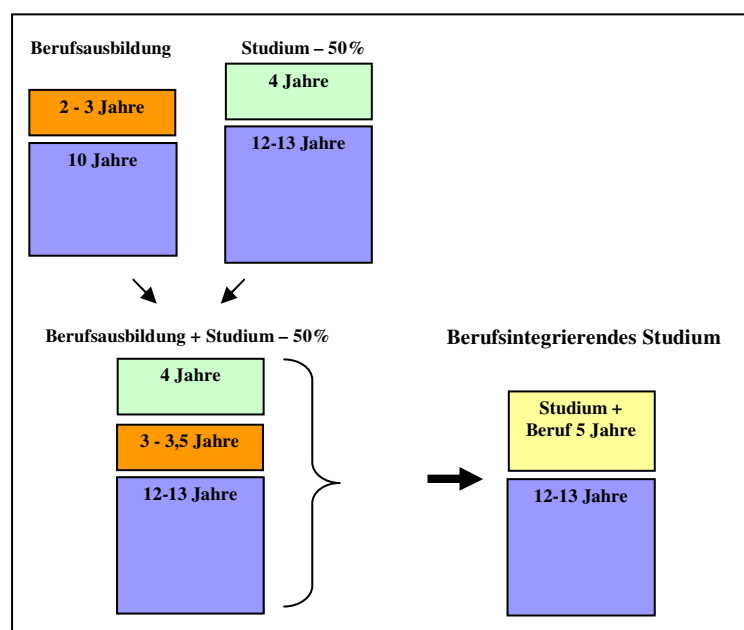 Berufsausbildung
2 - 3 Jahre
10 Jahre
Studium – 50%
4 Jahre
12-13 Jahre
Berufsausbildung + Studium – 50%
4 Jahre
3 - 3,5 Jahre
12-13 Jahre
Berufsintegrierendes Studium
Studium +
Beruf 5 Jahre
12-13 Jahre